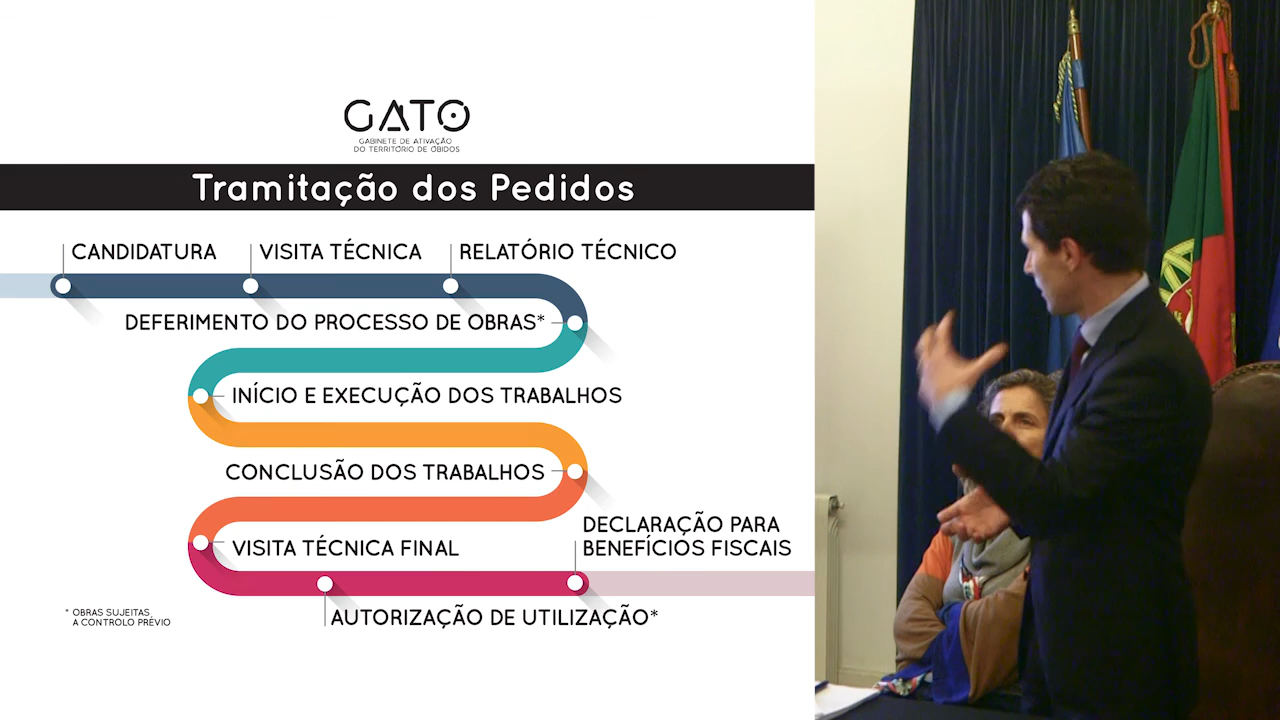 GATO
GABINETE DE ATIVAÇÃO
DO TERRITÓRIO DE ÓBIDOS
Tramitação dos Pedidos
CANDIDATURA
VISITA TÉCNICA
RELATÓRIO TÉCNICO
DEFERIMENTO DO PROCESSO DE OBRAS*
INÍCIO E EXECUÇÃO DOS TRABALHOS
CONCLUSÃO DOS TRABALHOS
DECLARAÇÃO PARA
BENEFÍCIOS FISCAIS
VISITA TÉCNICA FINAL
AUTORIZAÇÃO DE UTILIZAÇÃO*
* OBRAS SUJEITAS
A CONTROLO PRÉVIO